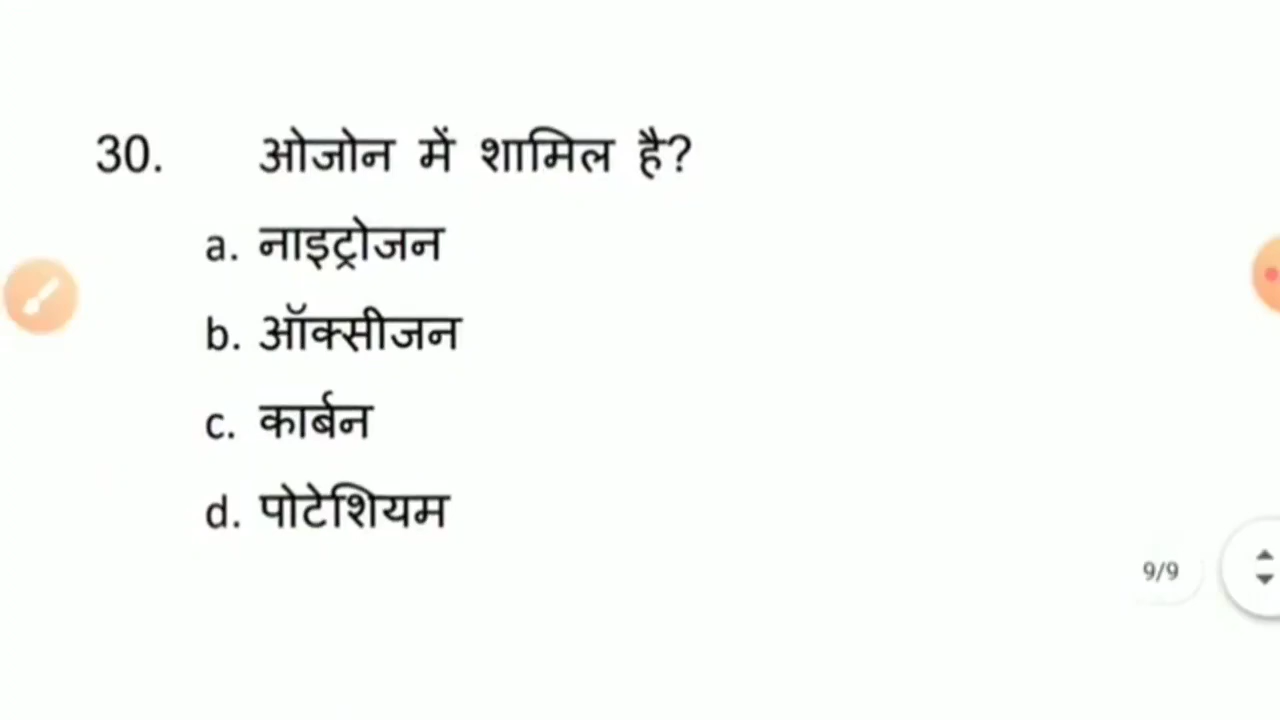 30. ओजोन में शामिल है?
a. नाइट्रोजन
b. ऑक्सीजन
c. कार्बन
d. पोटेशियम
9/9